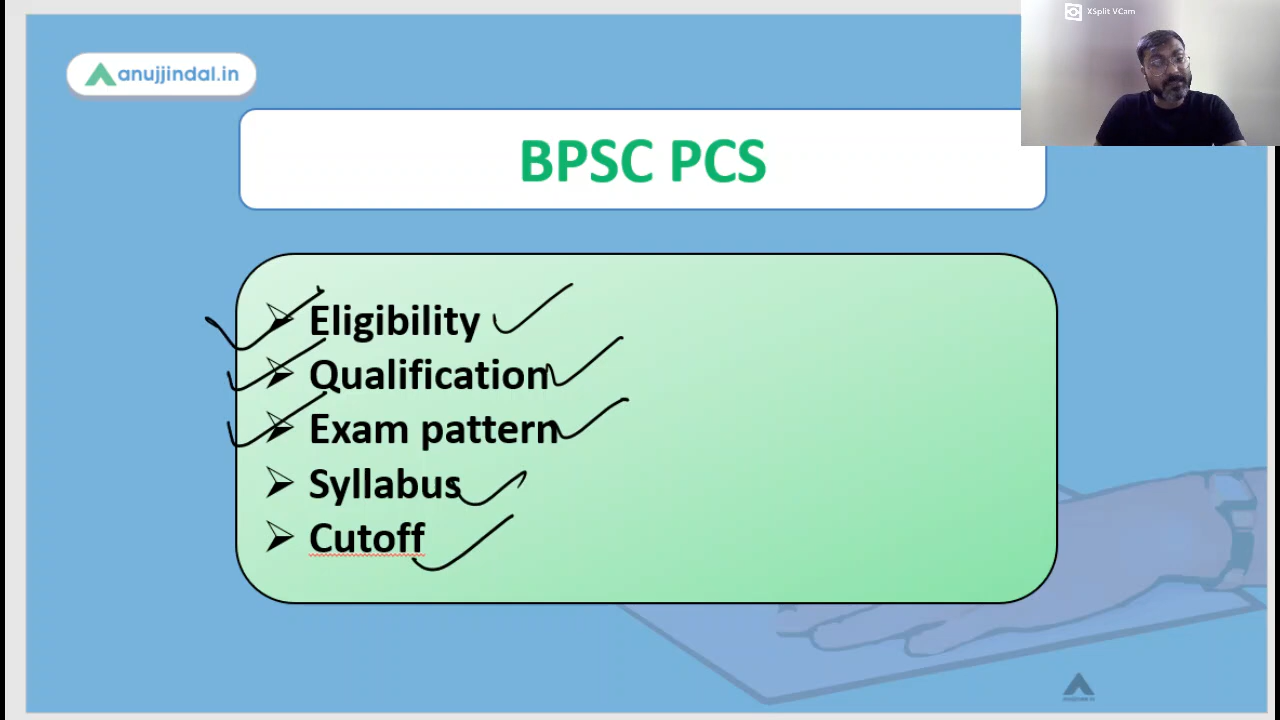 XSplit VCam
anujjindal.in
BPSC PCS
Eligibility
Qualification
Exam pattern
Syllabus
Cutoff